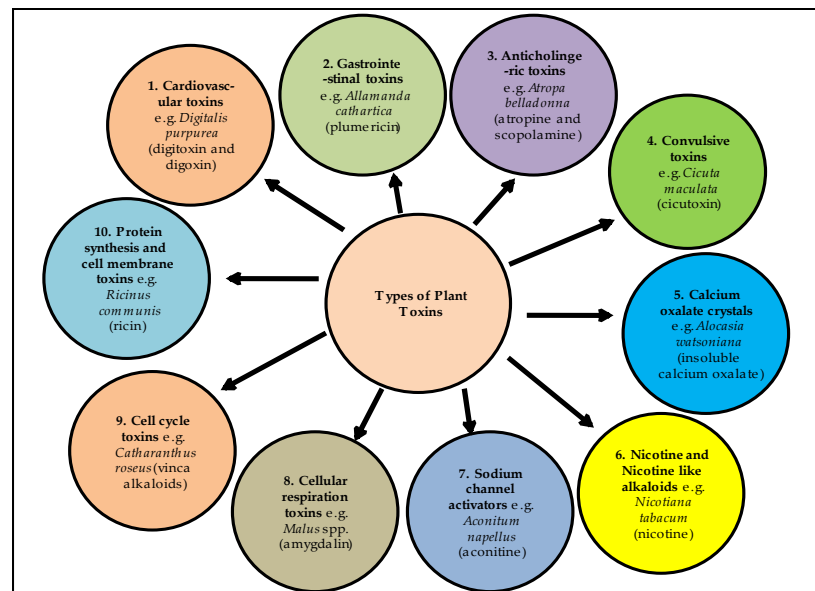 1. Cardiovasc-
ular toxins
e.g. Digitalis
purpurea
(digitoxin and
digoxin)
2. Gastrointe
-stinal toxins
e.g. Allamanda
cathartica
(plumericin)
3. Anticholinge
-ric toxins
e.g. Atropa
belladonna
(atropine and
scopolamine)
4. Convulsive
toxins
e.g. Cicuta
maculata
(cicutoxin)
5. Calcium
oxalate crystals
e.g. Alocasia
watsoniana
(insoluble
calcium oxalate)
6. Nicotine and
Nicotine like
alkaloids e.g.
Nicotiana
tabacum
(nicotine)
7. Sodium
channel
activators e.g.
Aconitum
napellus
(aconitine)
8. Cellular
respiration
toxins e.g.
Malus spp.
(amygdalin)
9. Cell cycle
toxins e.g.
Catharanthus
roseus (vinca
alkaloids)
10. Protein
synthesis and
cell membrane
toxins e.g.
Ricinus
communis
(ricin)
Types of Plant
Toxins